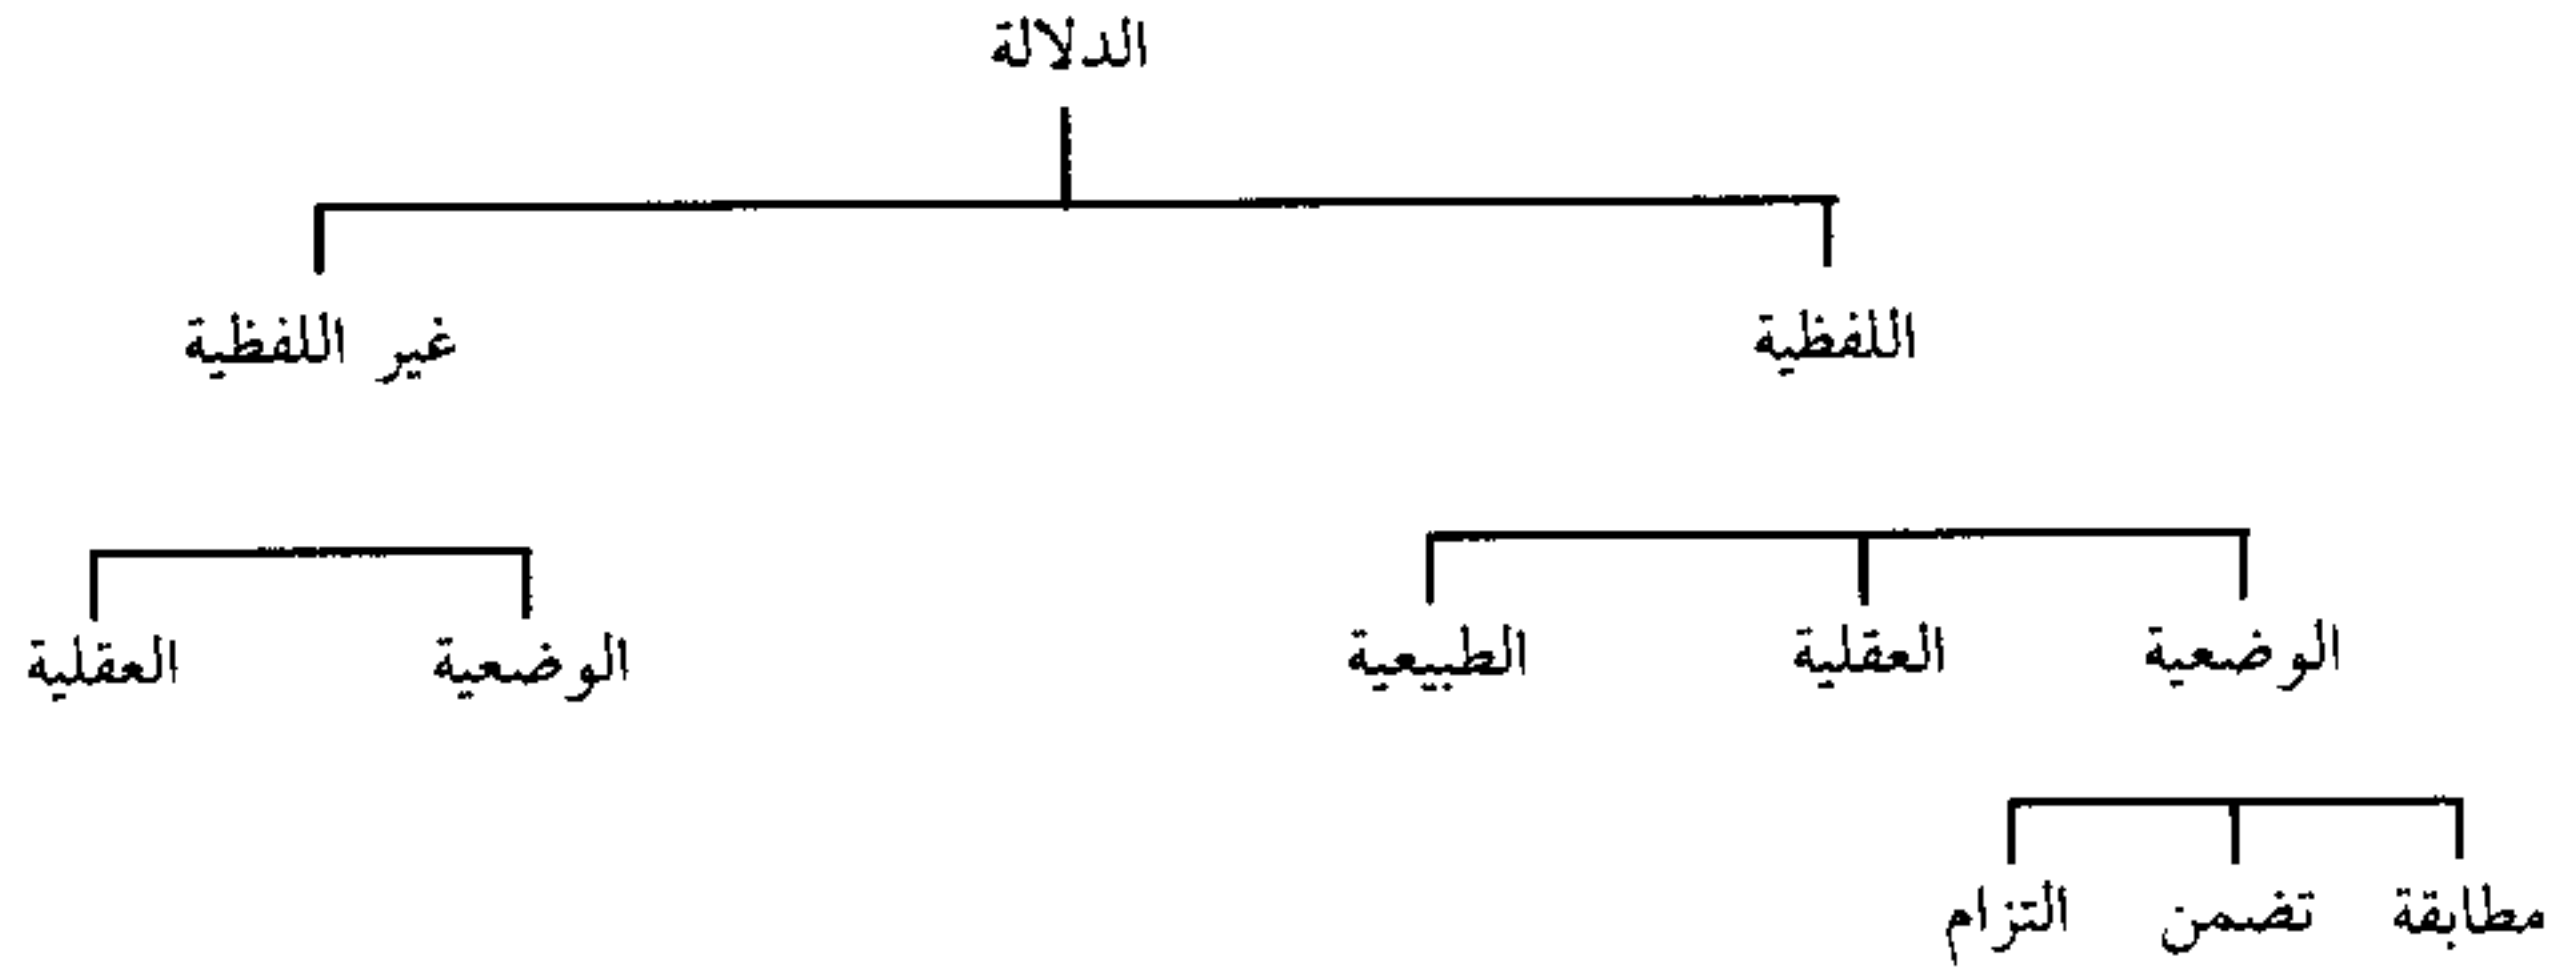 الدلالة
اللفظية غير اللفظية
الوضعية العقلية الطبيعية الوضعية العقلية
مطابقة تضمن التزام